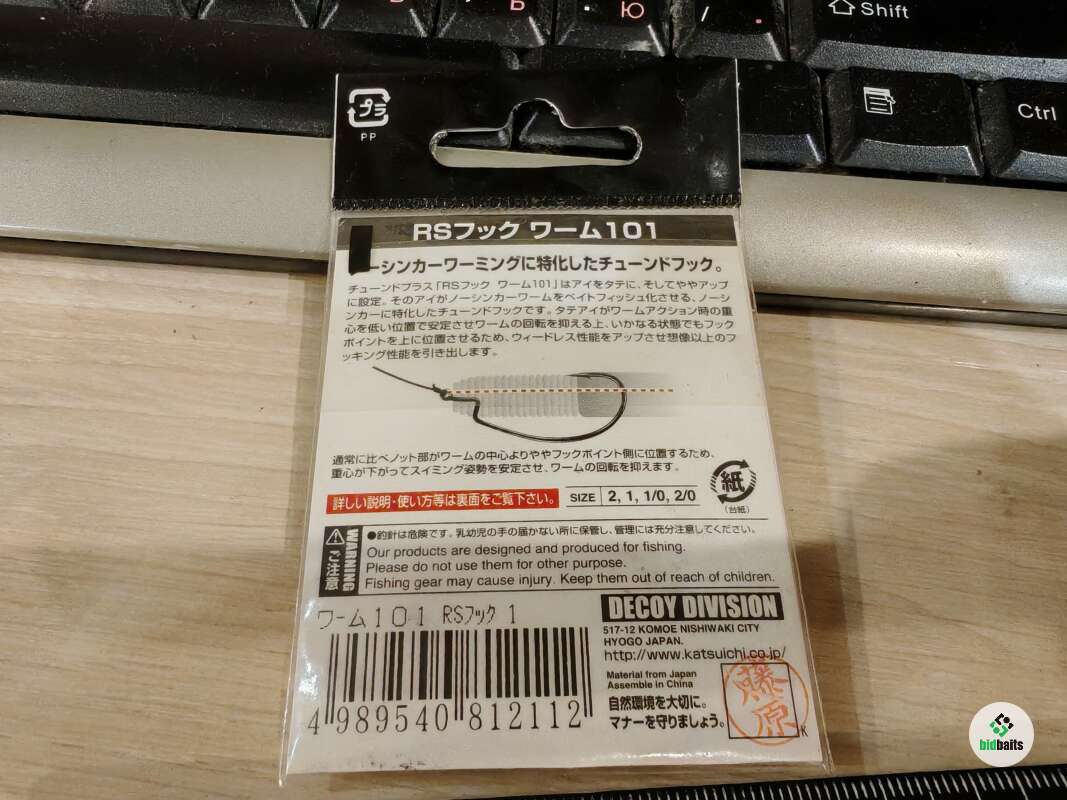 Ю
Shift
Ctrl
プラ
PP
RSフック ワーム101
ーシンカーワーミングに特化したチューンドフック。
チューンドプラス「RSフック ワーム101」はアイをタテに、そしてややアップ
に設定。そのアイがノーシンカーワームをベイトフィッシュ化させる、ノーシ
ンカーに特化したチューンドフックです。タテアイがワームアクション時の重
心を低い位置で安定させワームの回転を抑える上、いかなる状態でもフック
ポイントを上に位置させるため、ウィードレス性能をアップさせ想像以上のフ
ッキング性能を引き出します。
通常に比べノット部がワームの中心よりややフックポイント側に位置するため、
重心が下がってスイミング姿勢を安定させ、ワームの回転を抑えます。
紙
(台紙)
詳しい説明・使い方等は裏面をご覧下さい。 SIZE 2, 1, 1/0, 2/0
WARNING
ご注意
●釣針は危険です。乳幼児の手の届かない所に保管し、管理には充分注意してください。
Our products are designed and produced for fishing.
Please do not use them for other purpose.
Fishing gear may cause injury. Keep them out of reach of children.
ワーム101 RSフック 1
4 989540 812112
DECOY DIVISION
517-12 KOMOE NISHIWAKI CITY
HYOGO JAPAN.
http://www.katsuichi.co.jp/
Material from Japan
Assemble in China
自然環境を大切に。
マナーを守りましょう。
藤原
K
bidbaits